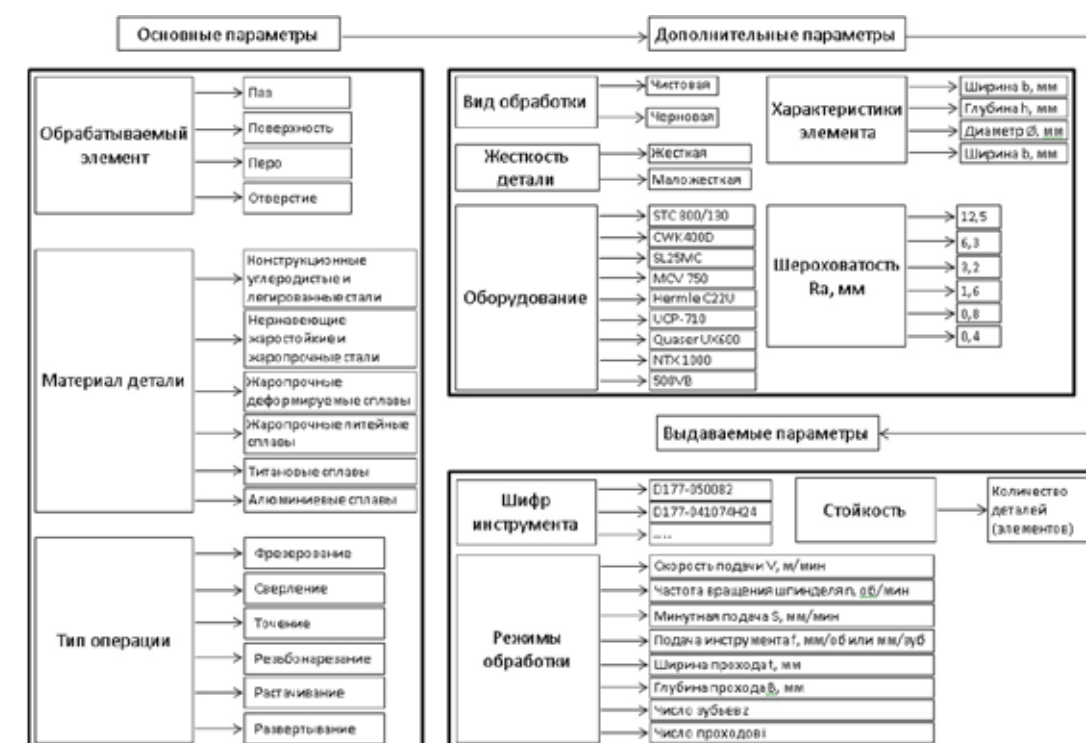 Основные параметры
Дополнительные параметры
Обрабатываемый
элемент
Паз
Поверхность
Перо
Отверстие
Материал детали
Конструкционные
углеродистые и
легированные стали
Нержавеющие
жаростойкие и
жаропрочные стали
Жаропрочные
деформируемые сплавы
Жаропрочные литейные
сплавы
Титановые сплавы
Алюминиевые сплавы
Тип операции
Фрезерование
Сверление
Точение
Резьбонарезание
Растачивание
Развертывание
Вид обработки
Чистовая
Черновая
Жесткость
детали
Жесткая
Маложесткая
Оборудование
STC 800/130
CWK400D
SL25MC
MCV 750
Hermle C22U
UCP-710
Quaser UX600
NTX 1000
500VB
Характеристики
элемента
Ширина b, мм
Глубина h, мм
Диаметр Ø, мм
Ширина b, мм
Шероховатость
Ra, мм
12,5
6,3
3,2
1,6
0,8
0,4
Выдаваемые параметры
Шифр
инструмента
D177-050082
D177-041074H24
.....
Стойкость
Количество
деталей
(элементов)
Режимы
обработки
Скорость подачи V, м/мин
Частота вращения шпинделя n, об/мин
Минутная подача S, мм/мин
Подача инструмента f, мм/об или мм/зуб
Ширина прохода t, мм
Глубина прохода B, мм
Число зубьев z
Число проходов i